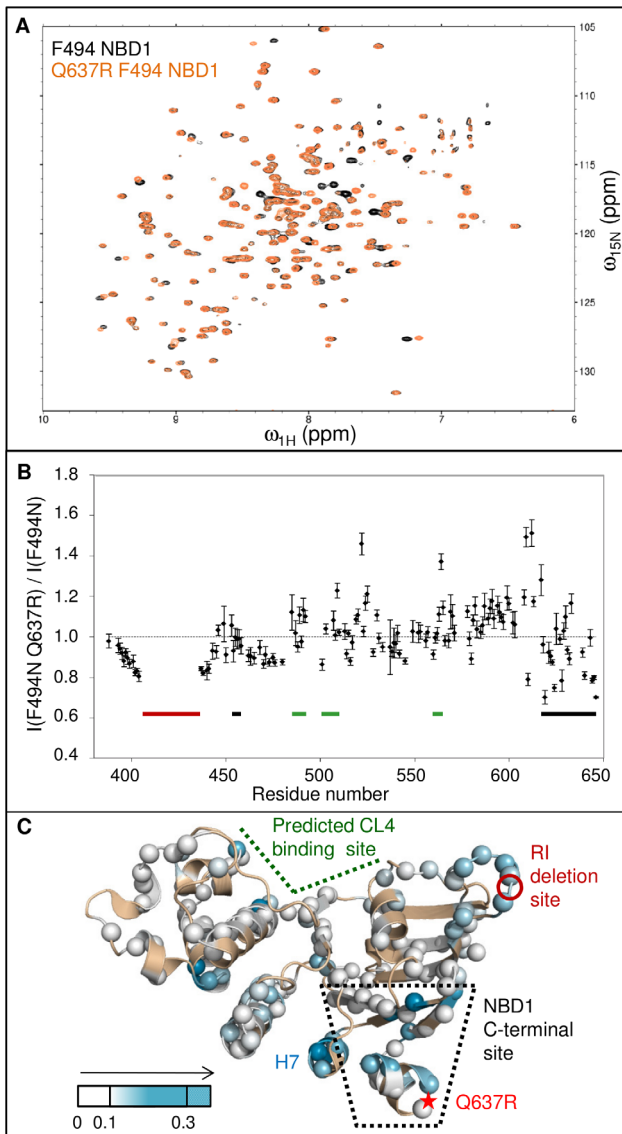 A
F494 NBD1
Q637R F494 NBD1
105
110
115
120
125
130
ω15N (ppm)
10
9
8
7
6
ω1H (ppm)
B
1.8
1.6
1.4
1.2
1.0
0.8
0.6
0.4
I(F494N Q637R) / I(F494N)
400
450
500
550
600
650
Residue number
C
Predicted CL4
binding site
RI
deletion
site
NBD1
C-terminal
site
H7
Q637R
0
0.1
0.3